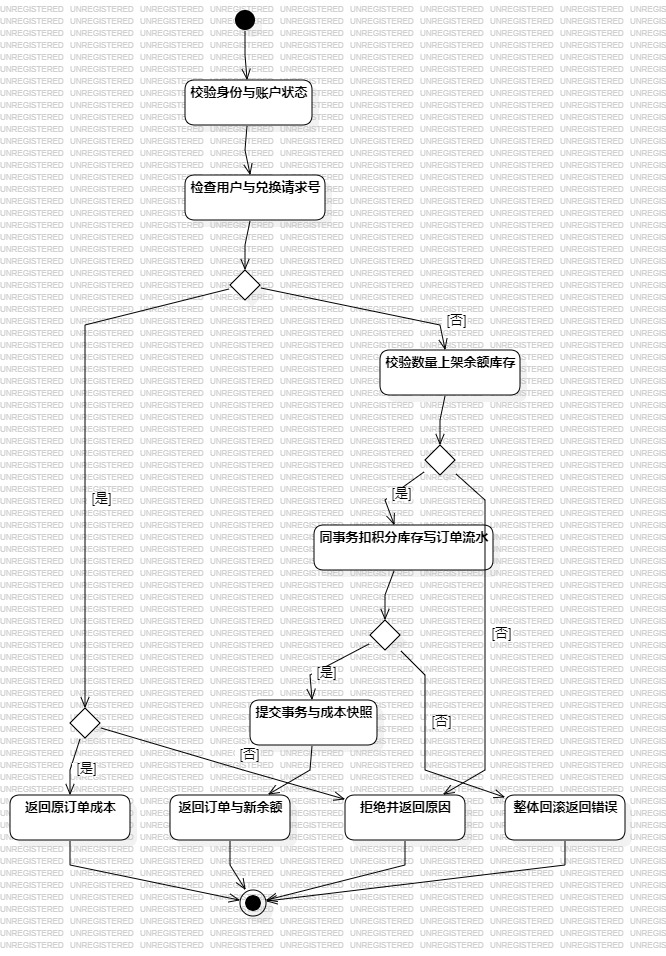 校验身份与账户状态
检查用户与兑换请求号
[否]
校验数量上架余额库存
[是]
[是]
同事务扣积分库存写订单流水
[否]
[是]
提交事务与成本快照
[否]
[否]
[是]
返回原订单成本
返回订单与新余额
拒绝并返回原因
整体回滚返回错误
UNREGISTERED